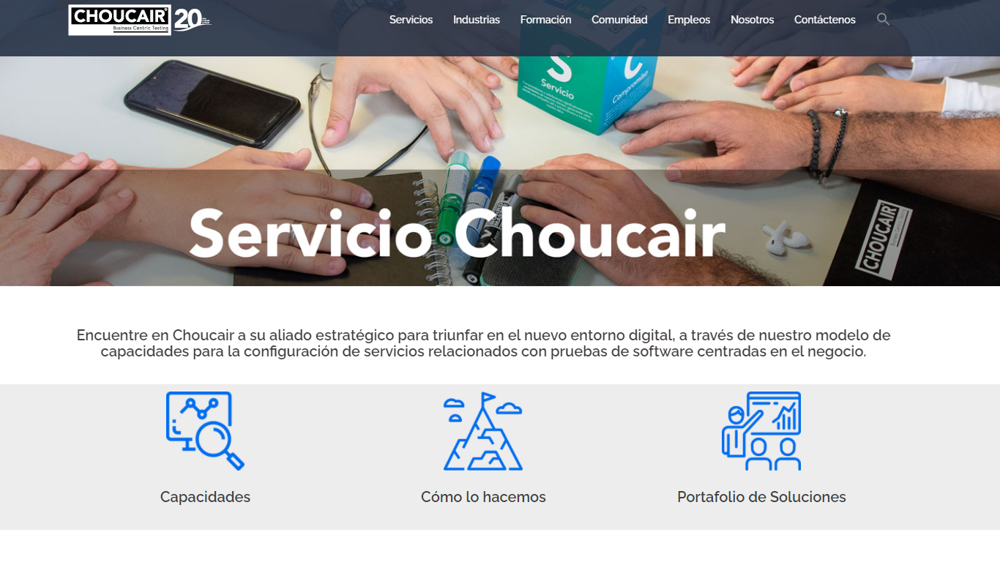 CHOUCAIR®
Business Centric Testing
20
Servicios Industrias Formación Comunidad Empleos Nosotros Contáctenos
S
Servicio
C
Compromiso
CHOUCAIR
Servicio Choucair
Encuentre en Choucair a su aliado estratégico para triunfar en el nuevo entorno digital, a través de nuestro modelo de
capacidades para la configuración de servicios relacionados con pruebas de software centradas en el negocio.
Capacidades
Cómo lo hacemos
Portafolio de Soluciones